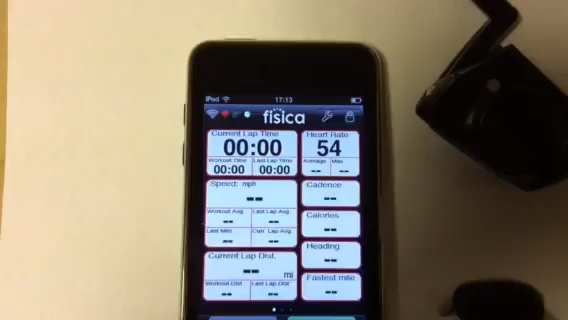 iPod 17:13
fisica
Current Lap Time
00:00
Workout Time Last Lap Time
00:00 00:00
Heart Rate
54
Average Max
-- --
Speed: mph
--
Workout Avg Last Lap Avg
-- --
Last Mile Curr. Lap Avg
-- --
Cadence
--
Calories
--
Current Lap Dist.
-- mi
Workout Dist Last Lap Dist
-- --
Heading
--
Fastest mile
--